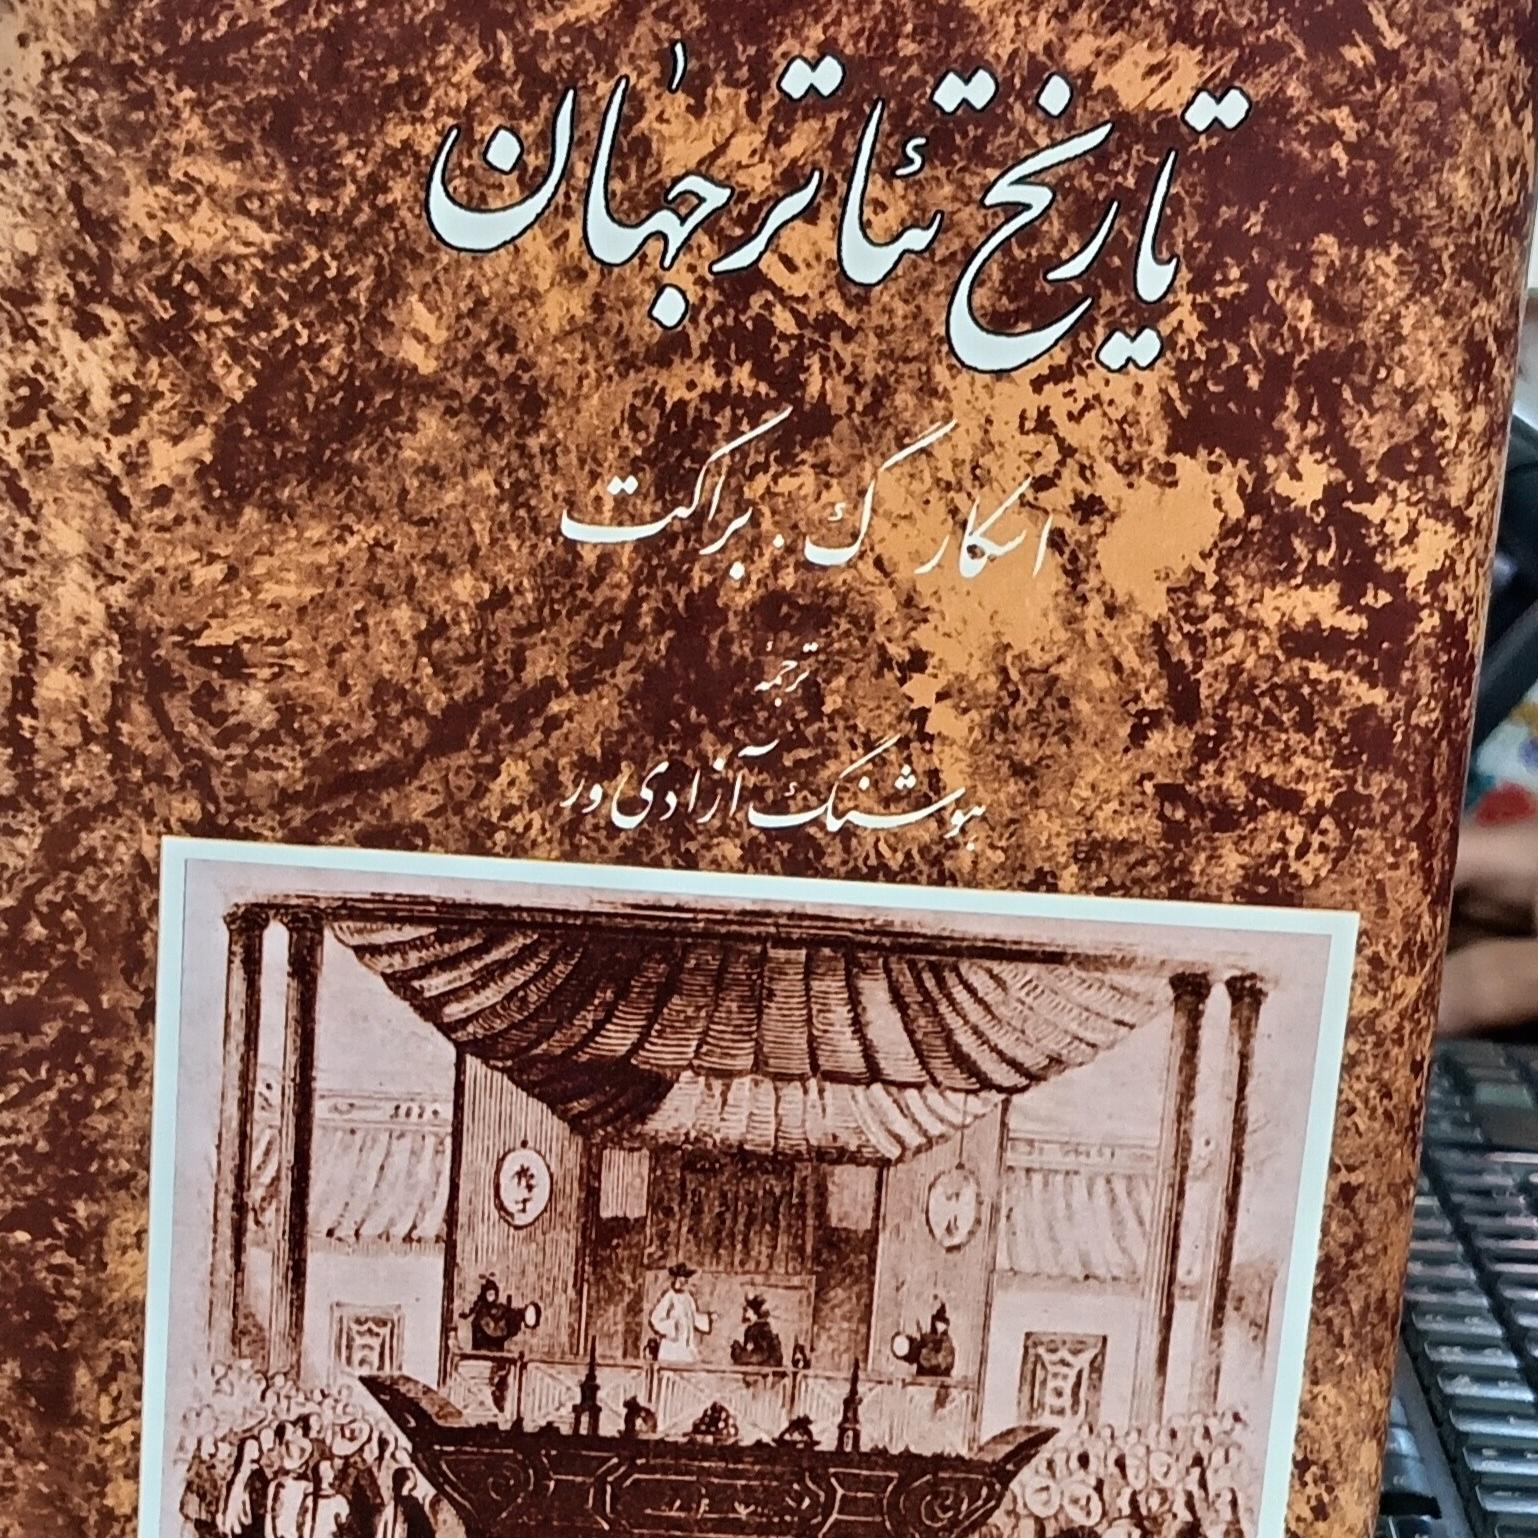 تاریخ تئاتر جهان
اسکار گ. براکت
ترجمهٔ
هوشنگ آزادی ور